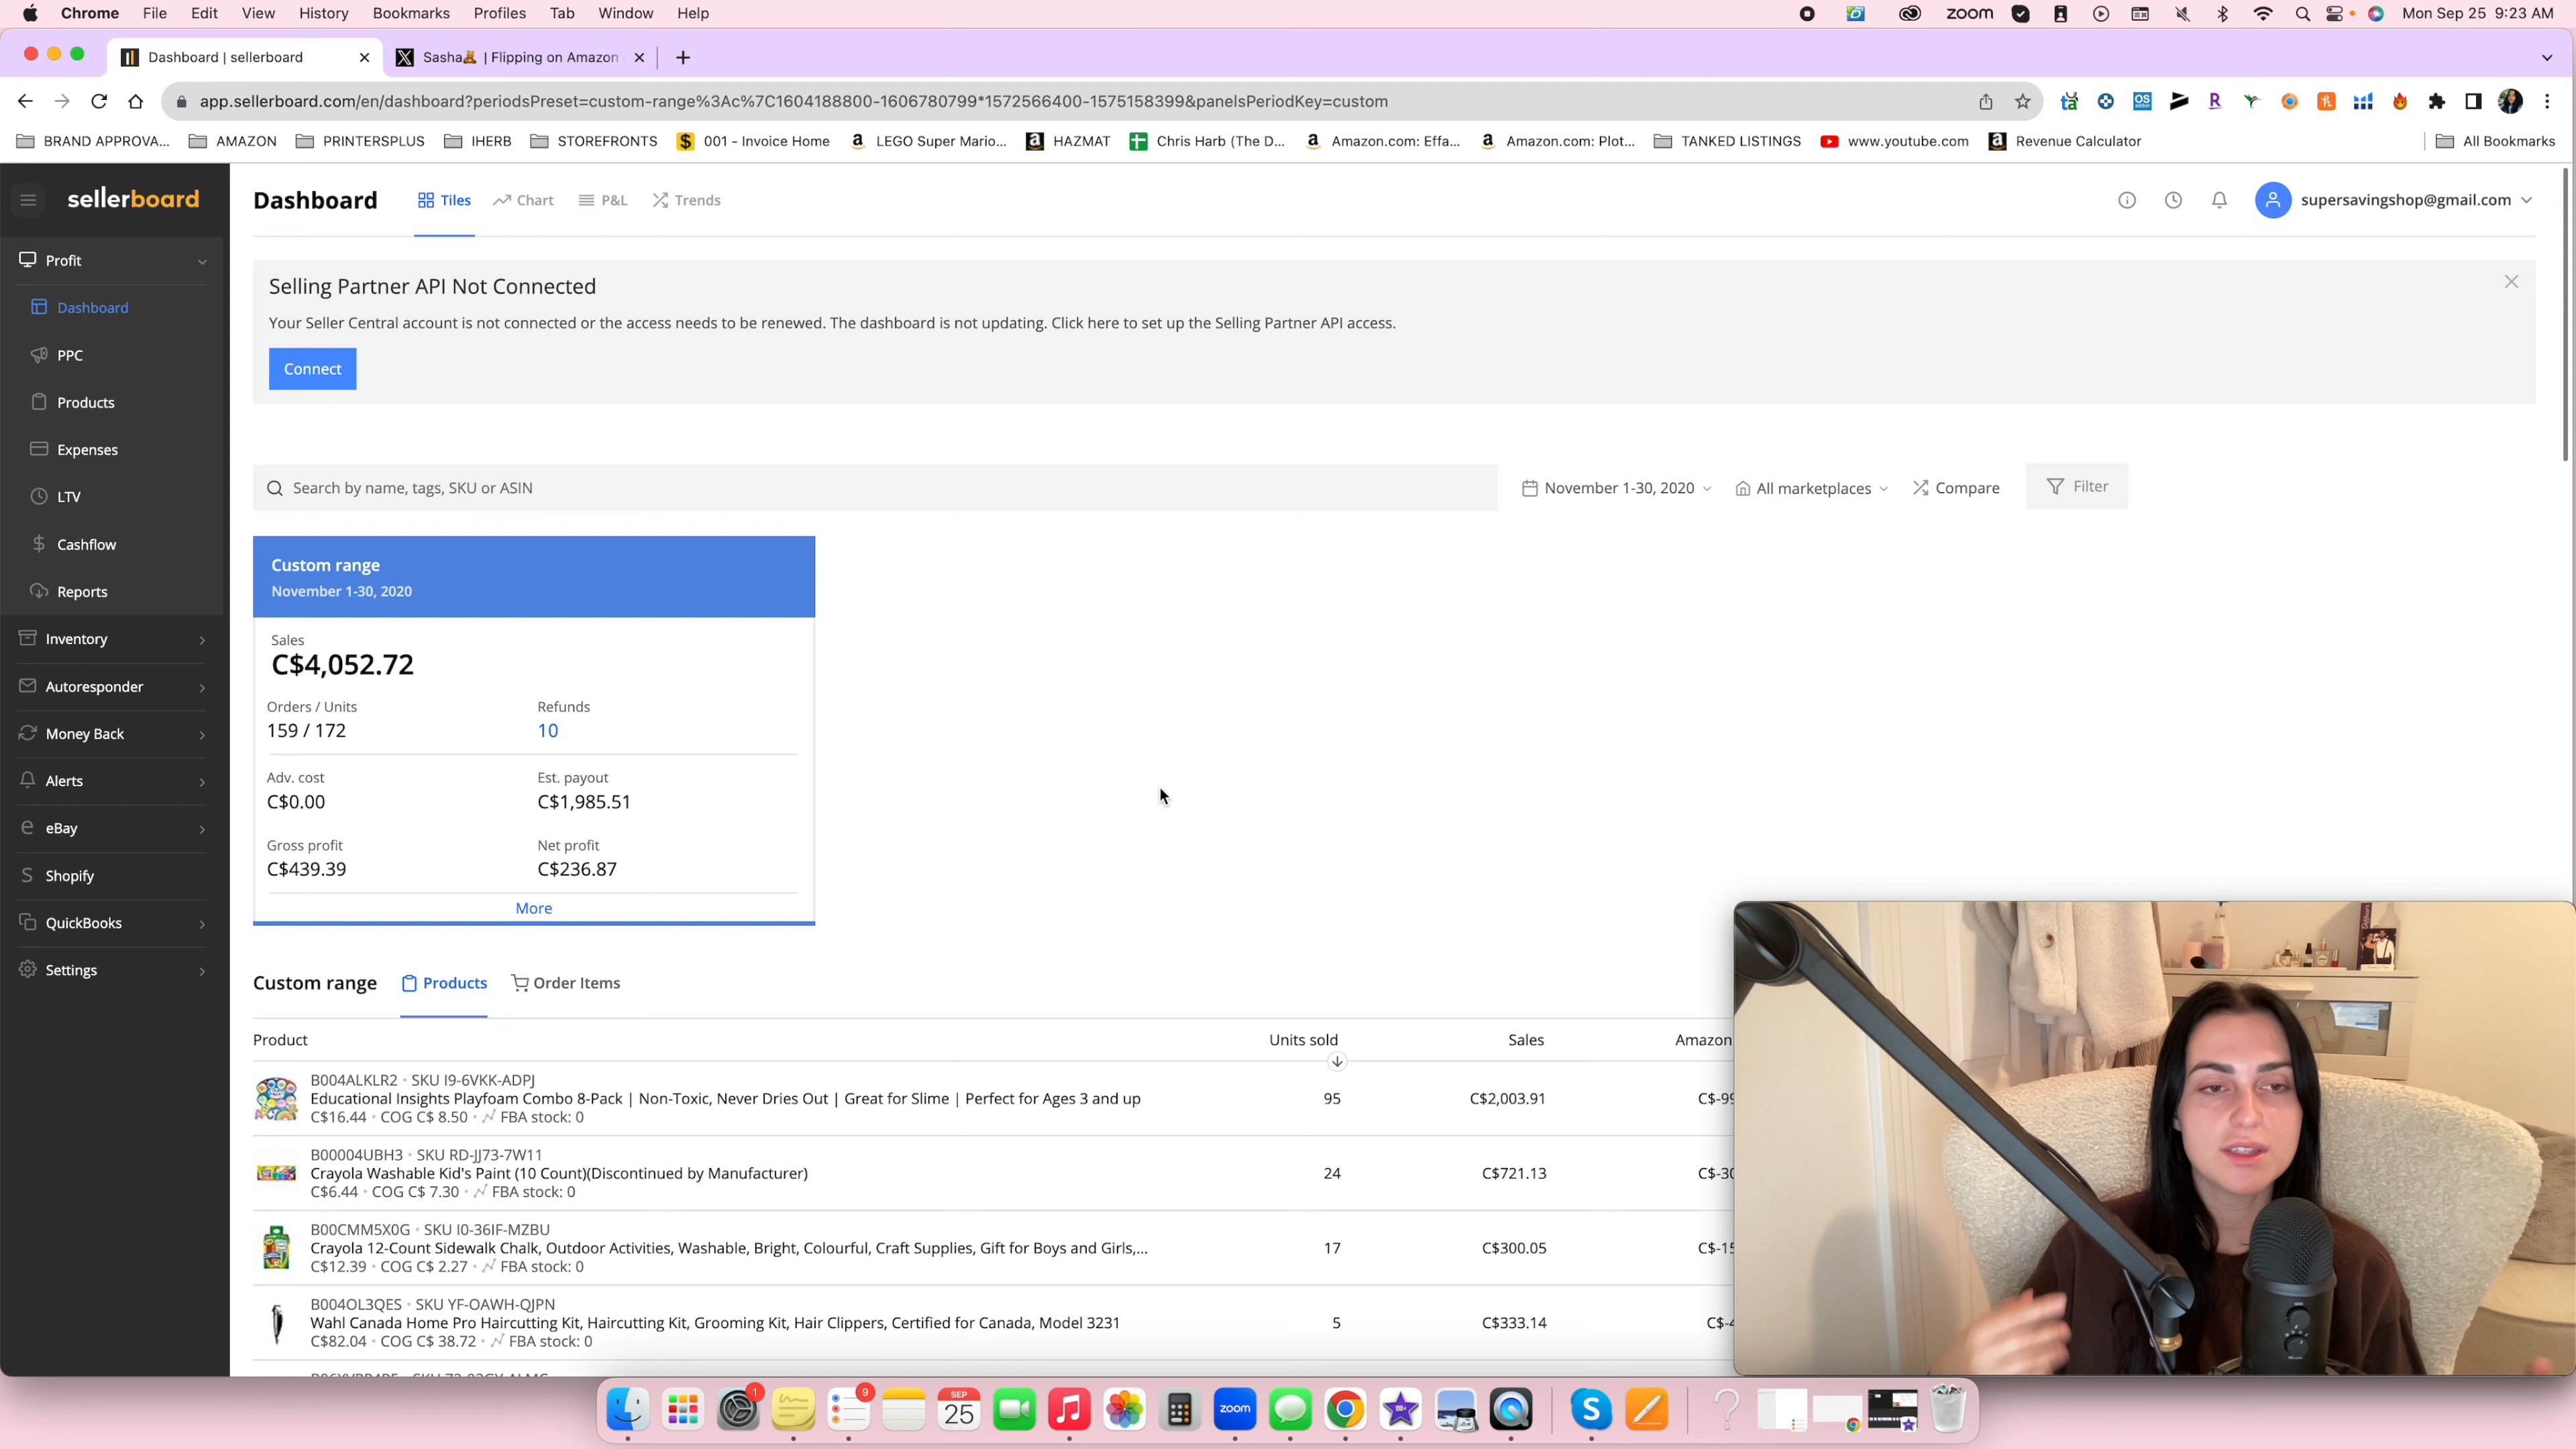 Chrome File Edit View History Bookmarks Profiles Tab Window Help
zoom Mon Sep 25 9:23 AM
Dashboard | sellerboard
Sasha🧸 | Flipping on Amazon
app.sellerboard.com/en/dashboard?periodsPreset=custom-range%3Ac%7C1604188800-1606780799*1572566400-1575158399&panelsPeriodKey=custom
BRAND APPROVA... AMAZON PRINTERSPLUS IHERB STOREFRONTS 001 - Invoice Home LEGO Super Mario... HAZMAT Chris Harb (The D... Amazon.com: Effa... Amazon.com: Plot... TANKED LISTINGS www.youtube.com Revenue Calculator All Bookmarks
sellerboard
Profit
Dashboard
PPC
Products
Expenses
LTV
Cashflow
Reports
Inventory
Autoresponder
Money Back
Alerts
eBay
Shopify
QuickBooks
Settings
Dashboard Tiles Chart P&L Trends
supersavingshop@gmail.com
Selling Partner API Not Connected
Your Seller Central account is not connected or the access needs to be renewed. The dashboard is not updating. Click here to set up the Selling Partner API access.
Connect
Search by name, tags, SKU or ASIN
November 1-30, 2020 All marketplaces Compare Filter
Custom range
November 1-30, 2020
Sales
C$4,052.72
Orders / Units Refunds
159 / 172 10
Adv. cost Est. payout
C$0.00 C$1,985.51
Gross profit Net profit
C$439.39 C$236.87
More
Custom range Products Order Items
Product Units sold Sales Amazon
B004ALKLR2 • SKU I9-6VKK-ADPJ
Educational Insights Playfoam Combo 8-Pack | Non-Toxic, Never Dries Out | Great for Slime | Perfect for Ages 3 and up 95 C$2,003.91 C$-99
C$16.44 • COG C$ 8.50 • FBA stock: 0
B00004UBH3 • SKU RD-JJ73-7W11
Crayola Washable Kid's Paint (10 Count)(Discontinued by Manufacturer) 24 C$721.13 C$-30
C$6.44 • COG C$ 7.30 • FBA stock: 0
B00CMM5X0G • SKU I0-36IF-MZBU
Crayola 12-Count Sidewalk Chalk, Outdoor Activities, Washable, Bright, Colourful, Craft Supplies, Gift for Boys and Girls,... 17 C$300.05 C$-15
C$12.39 • COG C$ 2.27 • FBA stock: 0
B004OL3QES • SKU YF-OAWH-QJPN
Wahl Canada Home Pro Haircutting Kit, Haircutting Kit, Grooming Kit, Hair Clippers, Certified for Canada, Model 3231 5 C$333.14 C$-4
C$82.04 • COG C$ 38.72 • FBA stock: 0
1 9 SEP 25 zoom